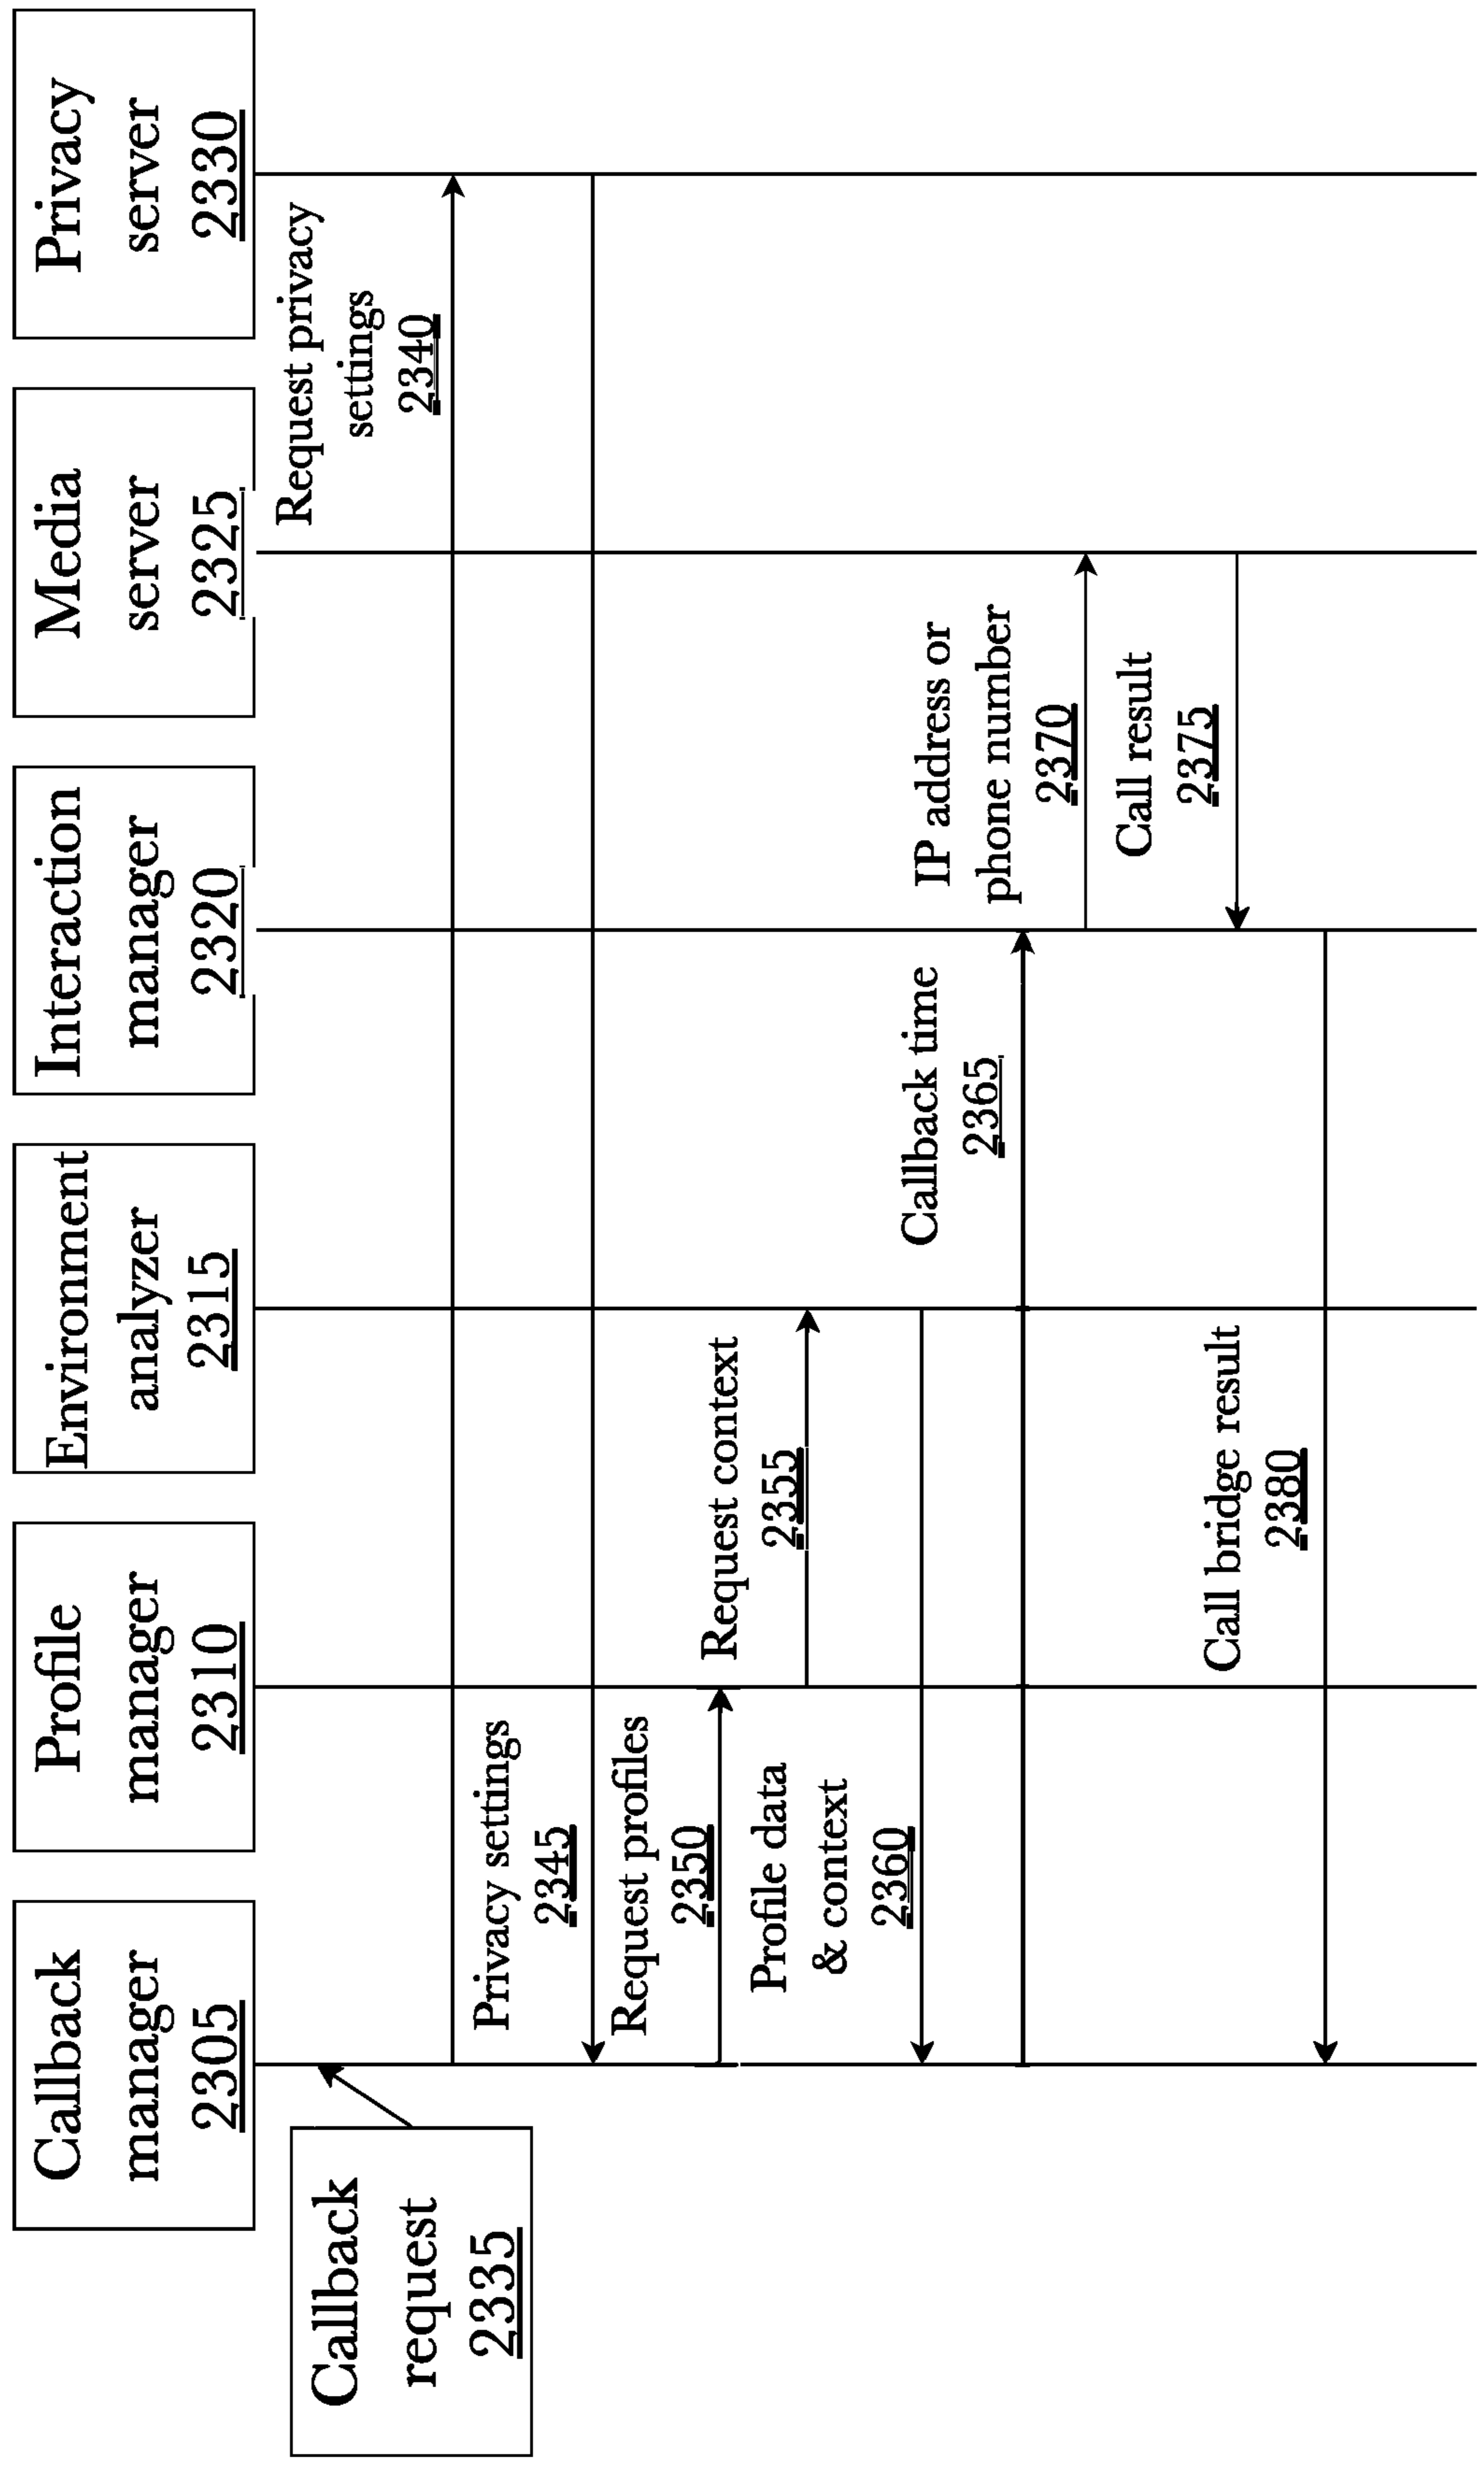 Callback
manager
2305
Profile
manager
2310
Environment
analyzer
2315
Interaction
manager
2320
Media
server
2325
Privacy
server
2330
Callback
request
2335
Request privacy
settings
2340
Privacy settings
2345
Request profiles
2350
Request context
2355
Profile data
& context
2360
Callback time
2365
IP address or
phone number
2370
Call result
2375
Call bridge result
2380